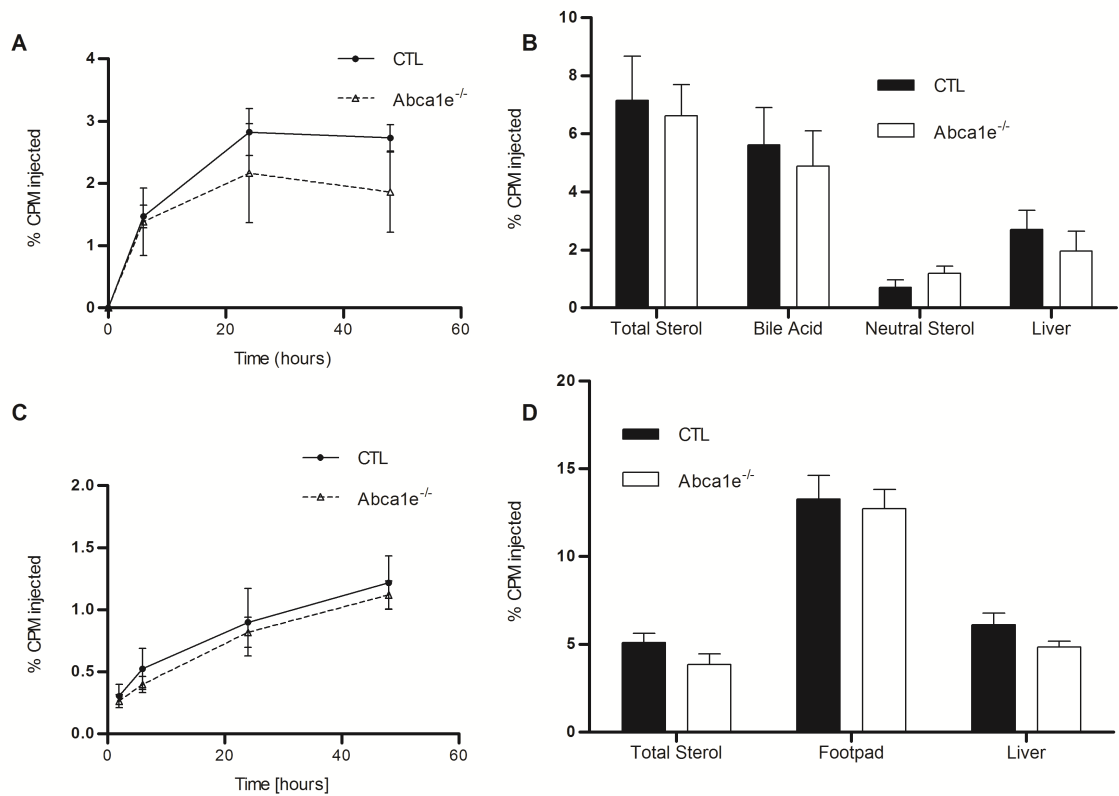 A
CTL
Abca1e-/-
4
3
2
1
0
% CPM injected
0 20 40 60
Time (hours)
B
CTL
Abca1e-/-
10
8
6
4
2
0
% CPM injected
Total Sterol Bile Acid Neutral Sterol Liver
C
CTL
Abca1e-/-
2.0
1.5
1.0
0.5
0.0
% CPM injected
0 20 40 60
Time [hours]
D
CTL
Abca1e-/-
20
15
10
5
0
% CPM injected
Total Sterol Footpad Liver